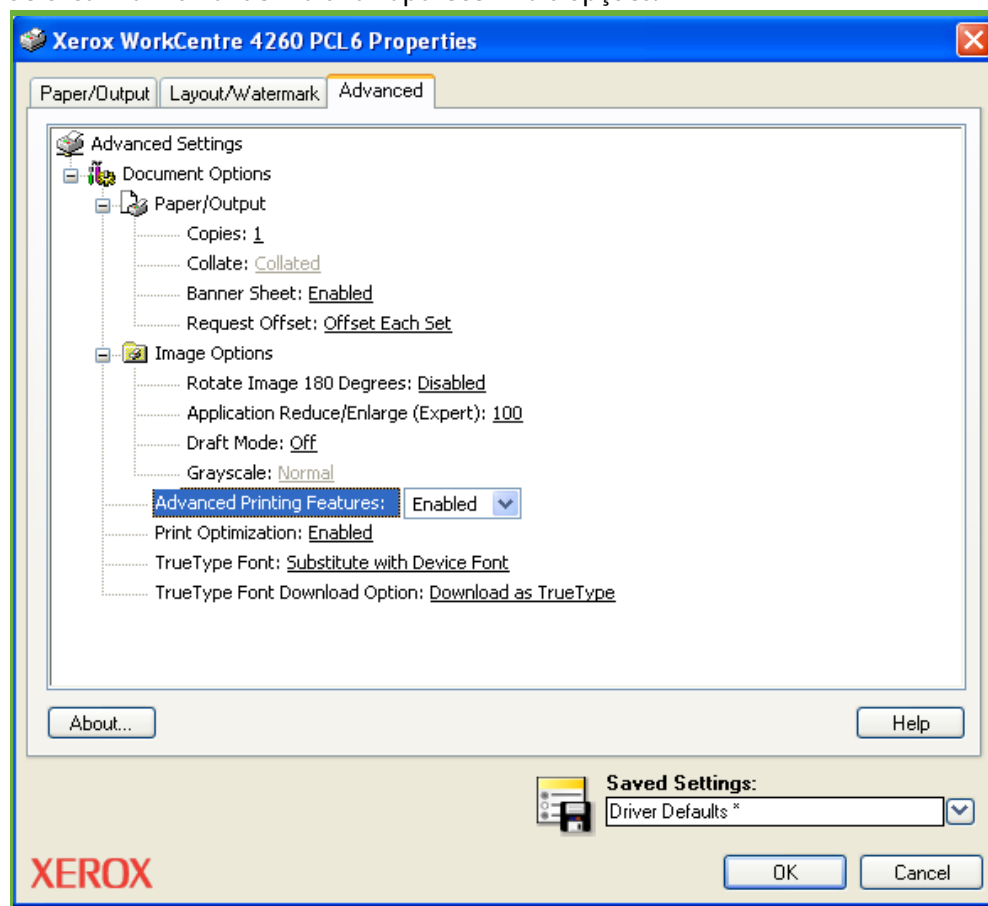 Xerox WorkCentre 4260 PCL6 Properties
Paper/Output Layout/Watermark Advanced
Advanced Settings
Document Options
Paper/Output
Copies: 1
Collate: Collated
Banner Sheet: Enabled
Request Offset: Offset Each Set
Image Options
Rotate Image 180 Degrees: Disabled
Application Reduce/Enlarge (Expert): 100
Draft Mode: Off
Grayscale: Normal
Advanced Printing Features: Enabled
Print Optimization: Enabled
TrueType Font: Substitute with Device Font
TrueType Font Download Option: Download as TrueType
About... Help
Saved Settings:
Driver Defaults *
XEROX OK Cancel